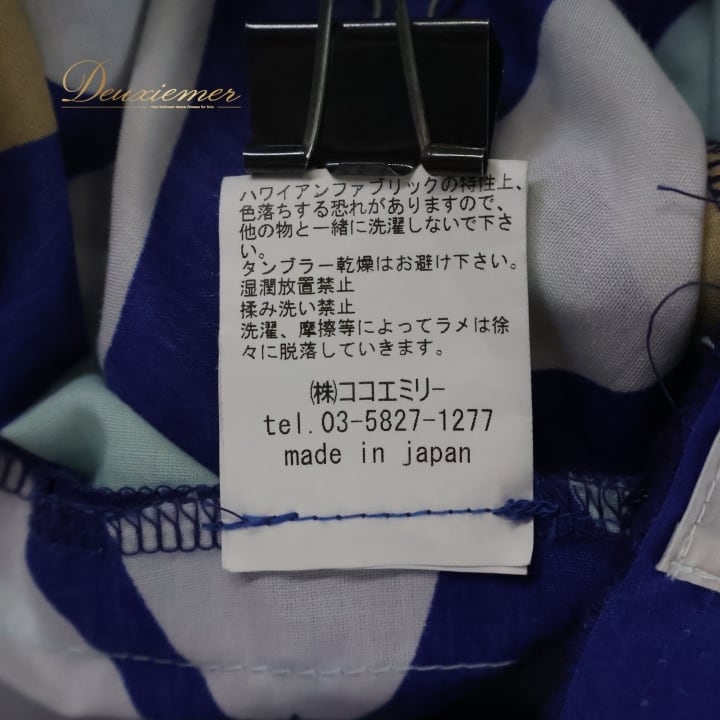 Deuxiemer
ハワイアンファブリックの特性上、
色落ちする恐れがありますので、
他の物と一緒に洗濯しないで下さ
い。
タンブラー乾燥はお避け下さい。
湿潤放置禁止
揉み洗い禁止
洗濯、摩擦等によってラメは徐
々に脱落していきます。
㈱ココエミリー
tel.03-5827-1277
made in japan